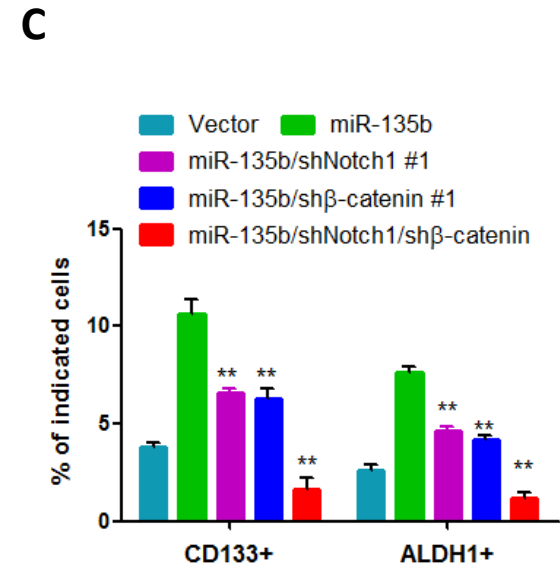 C
Vector miR-135b
miR-135b/shNotch1 #1
miR-135b/shβ-catenin #1
miR-135b/shNotch1/shβ-catenin
% of indicated cells
15
10
5
0
** ** **
** ** **
CD133+ ALDH1+